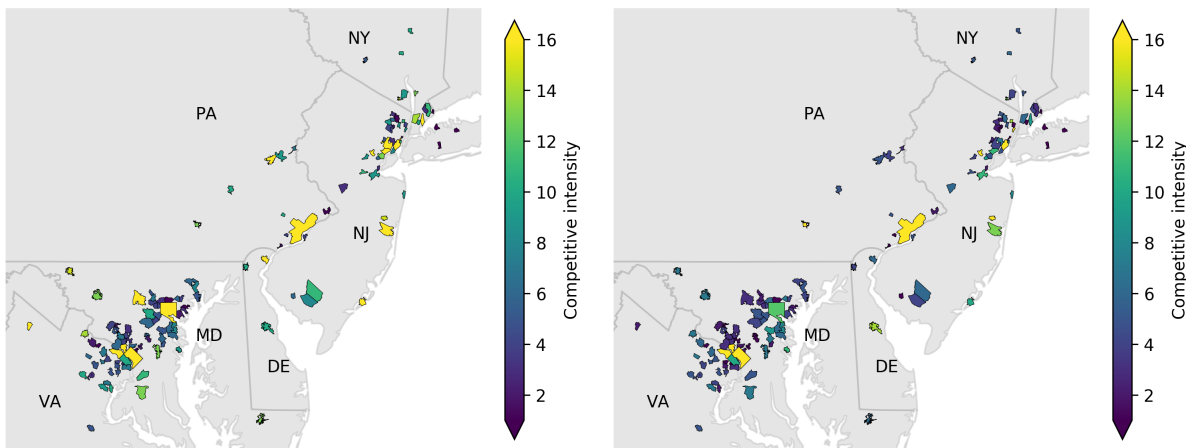 NY
PA
NJ
MD
DE
VA
16
14
12
10
8
6
4
2
Competitive intensity
NY
PA
NJ
MD
DE
VA
16
14
12
10
8
6
4
2
Competitive intensity